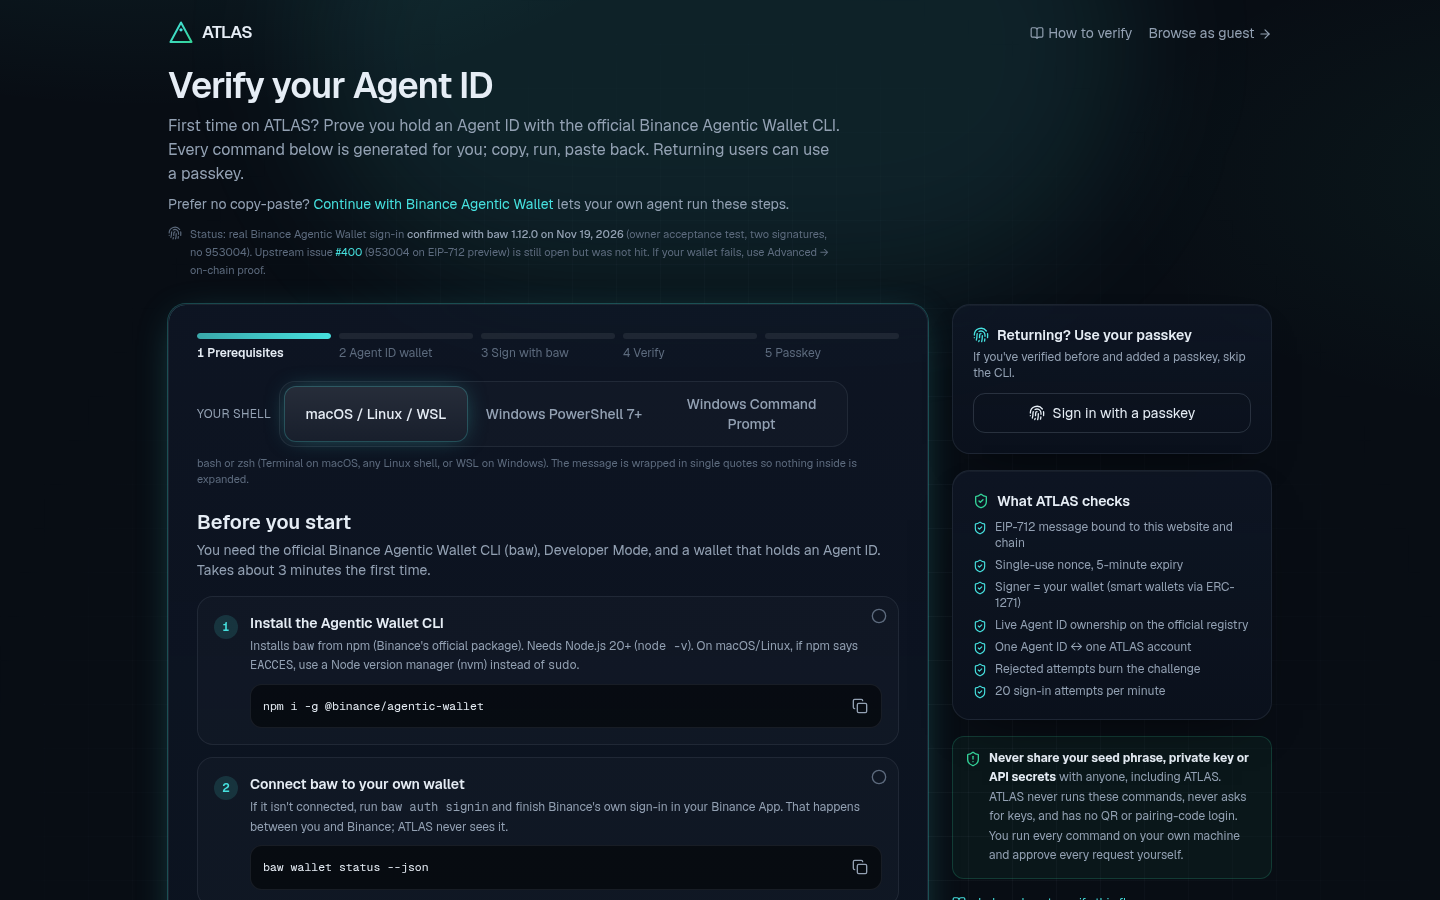 ATLAS
How to verify
Browse as guest →
Verify your Agent ID
First time on ATLAS? Prove you hold an Agent ID with the official Binance Agentic Wallet CLI.
Every command below is generated for you; copy, run, paste back. Returning users can use
a passkey.
Prefer no copy-paste? Continue with Binance Agentic Wallet lets your own agent run these steps.
Status: real Binance Agentic Wallet sign-in confirmed with baw 1.12.0 on Nov 19, 2026 (owner acceptance test, two signatures,
no 953004). Upstream issue #400 (953004 on EIP-712 preview) is still open but was not hit. If your wallet fails, use Advanced →
on-chain proof.
1 Prerequisites
2 Agent ID wallet
3 Sign with baw
4 Verify
5 Passkey
YOUR SHELL
macOS / Linux / WSL
Windows PowerShell 7+
Windows Command
Prompt
bash or zsh (Terminal on macOS, any Linux shell, or WSL on Windows). The message is wrapped in single quotes so nothing inside is
expanded.
Before you start
You need the official Binance Agentic Wallet CLI (baw), Developer Mode, and a wallet that holds an Agent ID.
Takes about 3 minutes the first time.
1
Install the Agentic Wallet CLI
Installs baw from npm (Binance's official package). Needs Node.js 20+ (node -v). On macOS/Linux, if npm says
EACCES, use a Node version manager (nvm) instead of sudo.
npm i -g @binance/agentic-wallet
2
Connect baw to your own wallet
If it isn't connected, run baw auth signin and finish Binance's own sign-in in your Binance App. That happens
between you and Binance; ATLAS never sees it.
baw wallet status --json
Returning? Use your passkey
If you've verified before and added a passkey, skip
the CLI.
Sign in with a passkey
What ATLAS checks
EIP-712 message bound to this website and
chain
Single-use nonce, 5-minute expiry
Signer = your wallet (smart wallets via ERC-
1271)
Live Agent ID ownership on the official registry
One Agent ID ↔ one ATLAS account
Rejected attempts burn the challenge
20 sign-in attempts per minute
Never share your seed phrase, private key or
API secrets with anyone, including ATLAS.
ATLAS never runs these commands, never asks
for keys, and has no QR or pairing-code login.
You run every command on your own machine
and approve every request yourself.